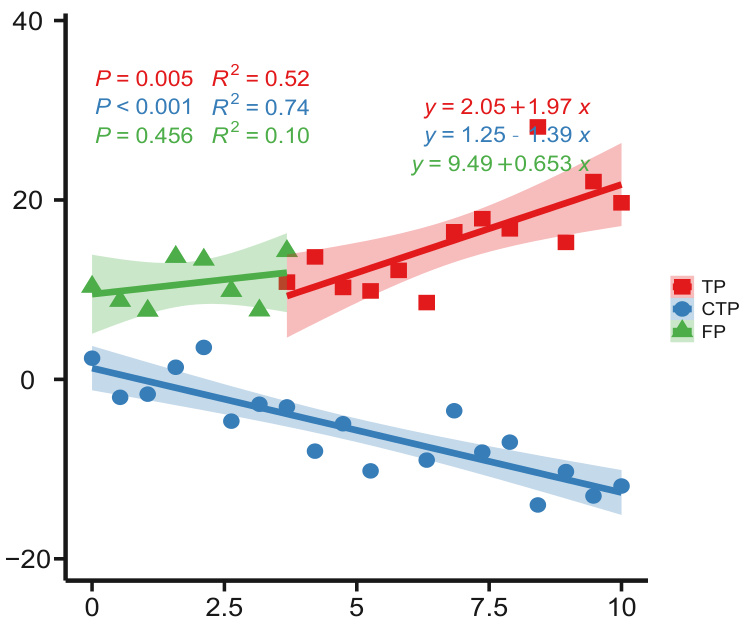 40
P = 0.005 R² = 0.52
P < 0.001 R² = 0.74
P = 0.456 R² = 0.10
y = 2.05+1.97 x
y = 1.25 - 1.39 x
y = 9.49+0.653 x
20
0
−20
0 2.5 5 7.5 10
TP
CTP
FP